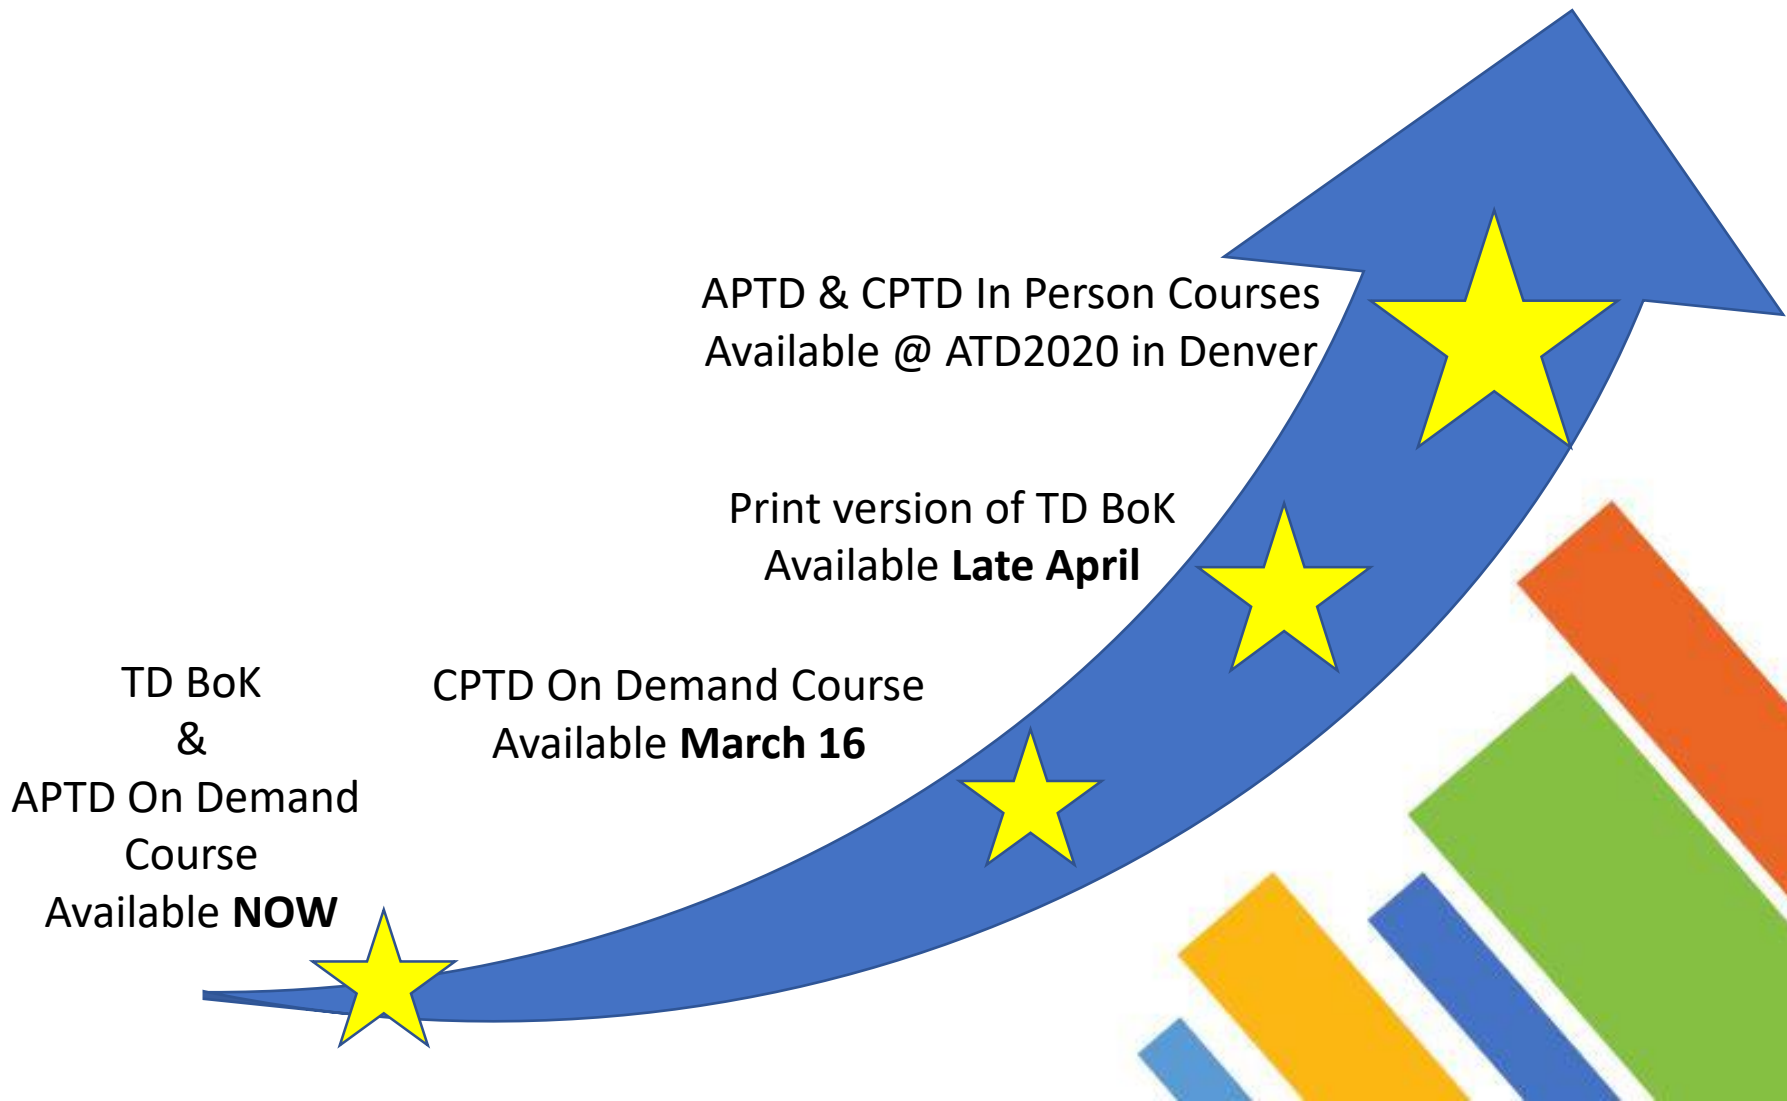 APTD & CPTD In Person Courses
Available @ ATD2020 in Denver
Print version of TD BoK
Available Late April
CPTD On Demand Course
Available March 16
TD BoK
&
APTD On Demand
Course
Available NOW